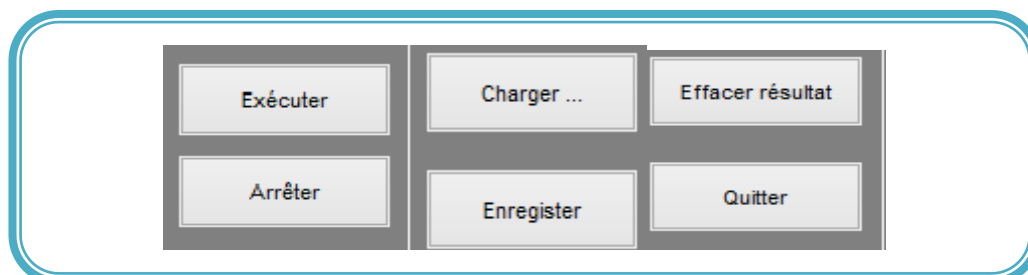 Exécuter
Charger ...
Effacer résultat
Arrêter
Enregister
Quitter